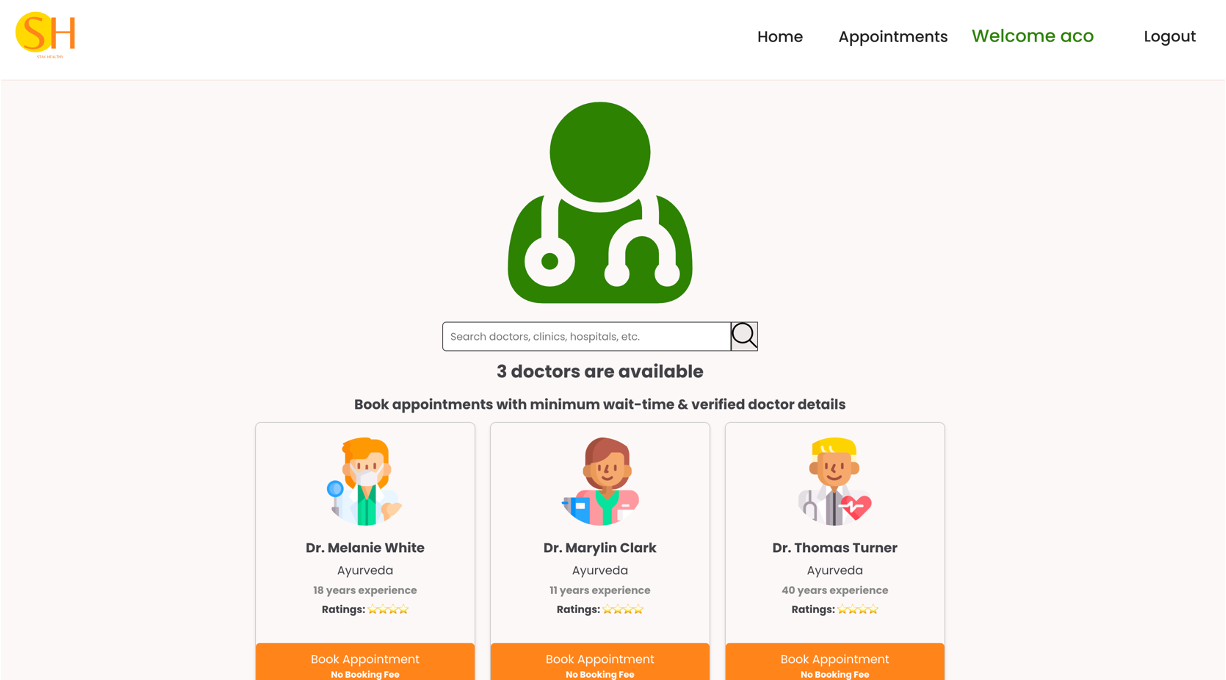 SH
STAY HEALTHY
Home Appointments Welcome aco Logout
Search doctors, clinics, hospitals, etc.
3 doctors are available
Book appointments with minimum wait-time & verified doctor details
Dr. Melanie White
Ayurveda
18 years experience
Ratings:
Book Appointment
No Booking Fee
Dr. Marylin Clark
Ayurveda
11 years experience
Ratings:
Book Appointment
No Booking Fee
Dr. Thomas Turner
Ayurveda
40 years experience
Ratings:
Book Appointment
No Booking Fee